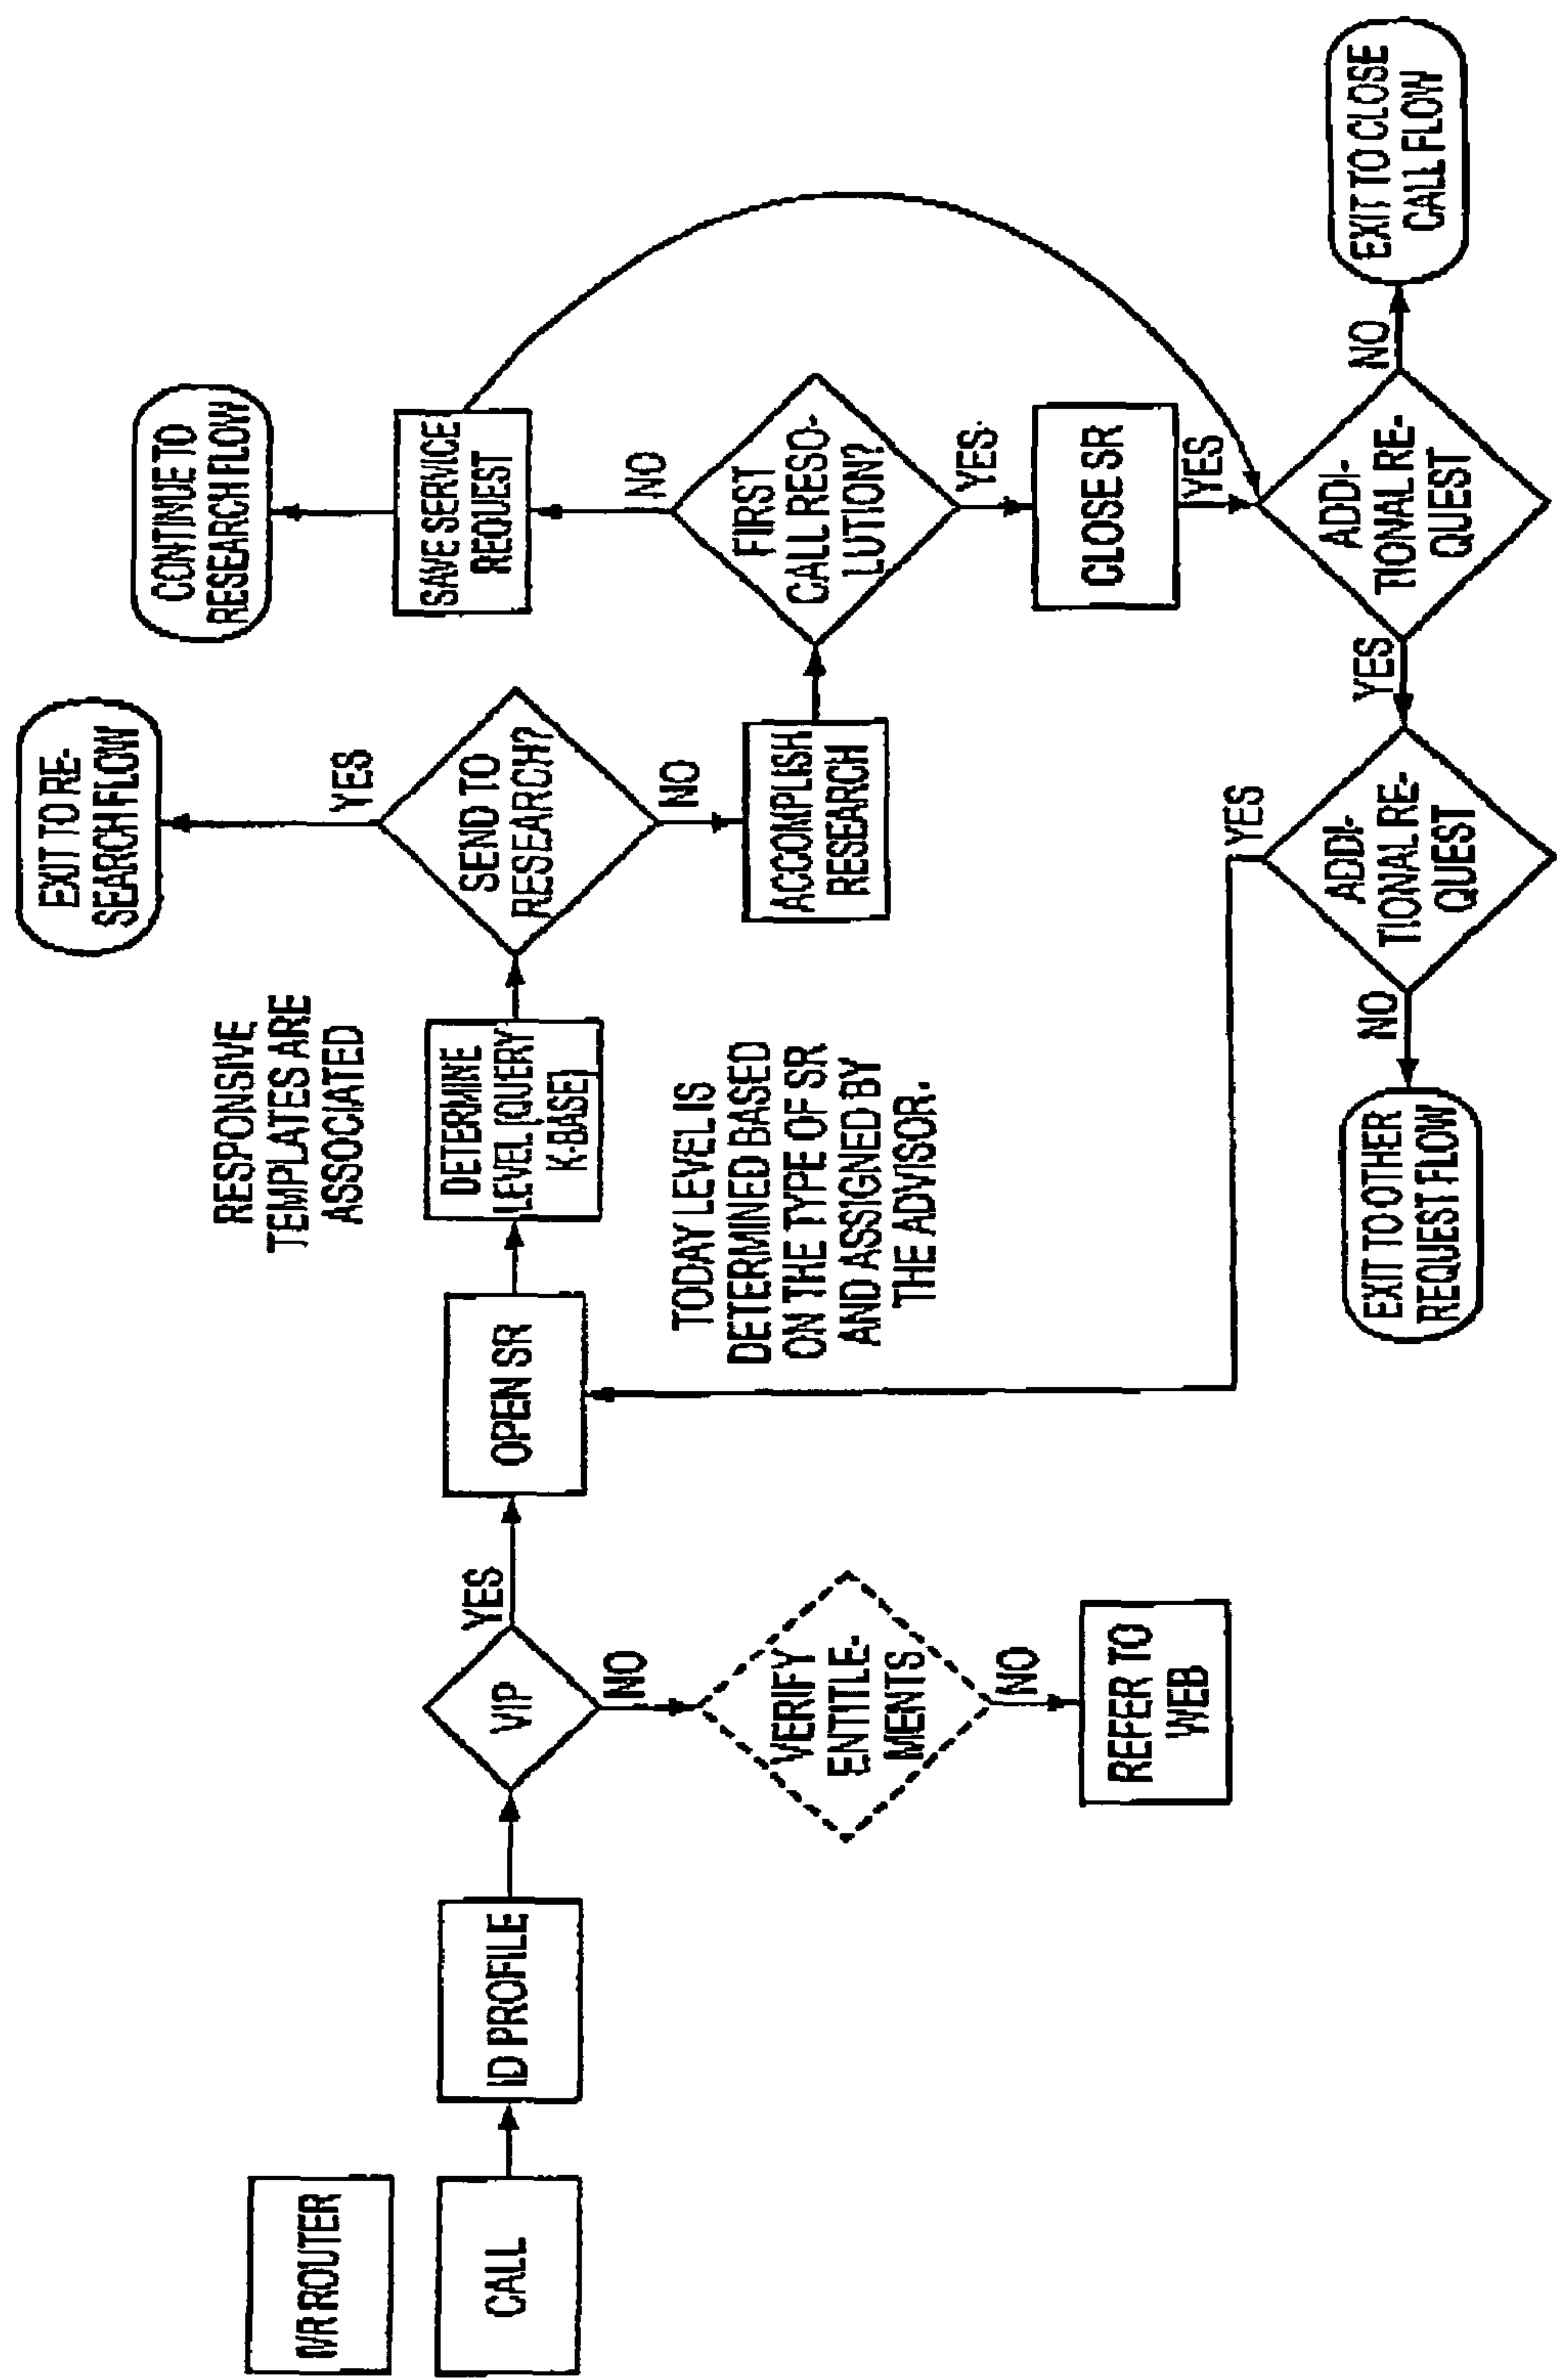 IVR ROUTER
CALL
ID PROFILE
VIP
YES
NO
VERIFY
ENTITLE-
MENTS
NO
REFER TO
WEB
OPEN SR
RESPONSIVE
TEMPLATES ARE
ASSOCIATED
DETERMINE
LEVEL (QUERY
K-BASE)
TODAY LEVEL IS
DETERMINED BASED
ON THE TYPE OF SR
AND ASSIGNED BY
THE ADVISOR.
SEND TO
RESEARCH?
YES
EXIT TO RE-
SEARCH FLOW
NO
ACCOMPLISH
RESEARCH
FIRST
CALL RESO-
LUTION?
NO
SAVE SERVICE
REQUEST
CONTINUE TO
RESEARCH FLOW
YES
CLOSE SR
YES
ADDI-
TIONAL RE-
QUEST
NO
EXIT TO CLOSE
CALL FLOW
YES
ADDI-
TIONAL RE-
QUEST
YES
NO
EXIT TO OTHER
REQUEST FLOW